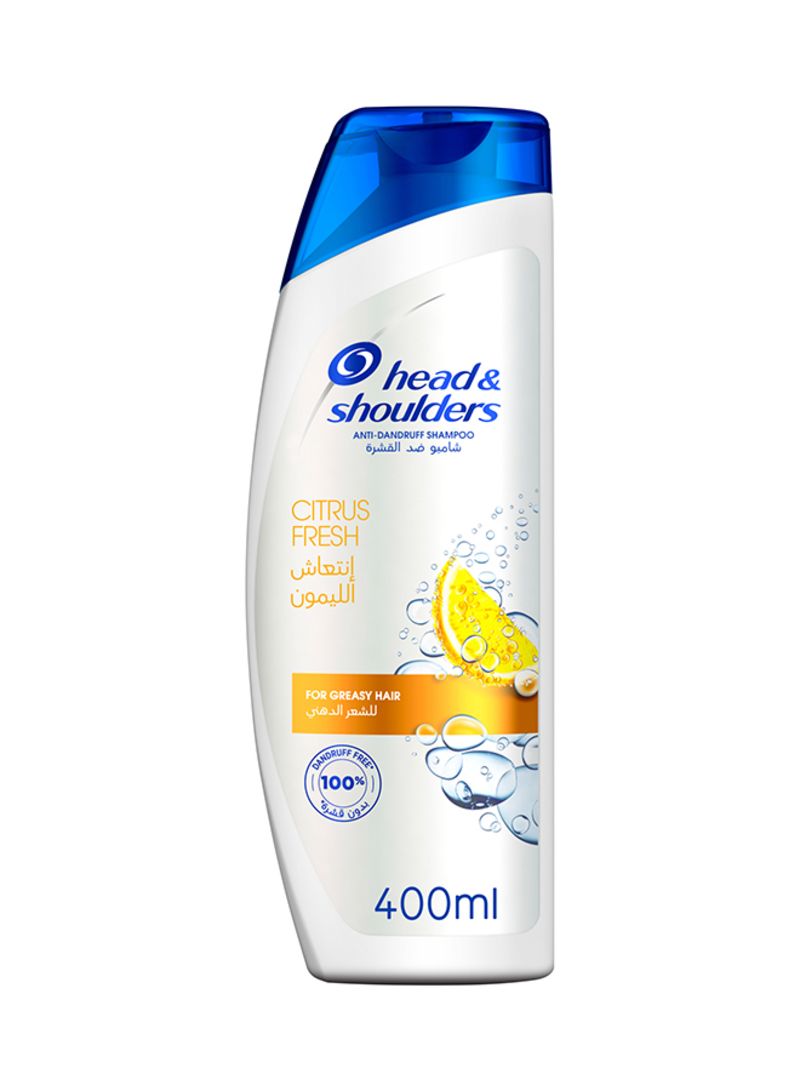 head &
shoulders
ANTI-DANDRUFF SHAMPOO
شامبو ضد القشرة
CITRUS
FRESH
إنتعاش
الليمون
FOR GREASY HAIR
للشعر الدهني
DANDRUFF FREE*
100%
بدون قشرة*
400ml